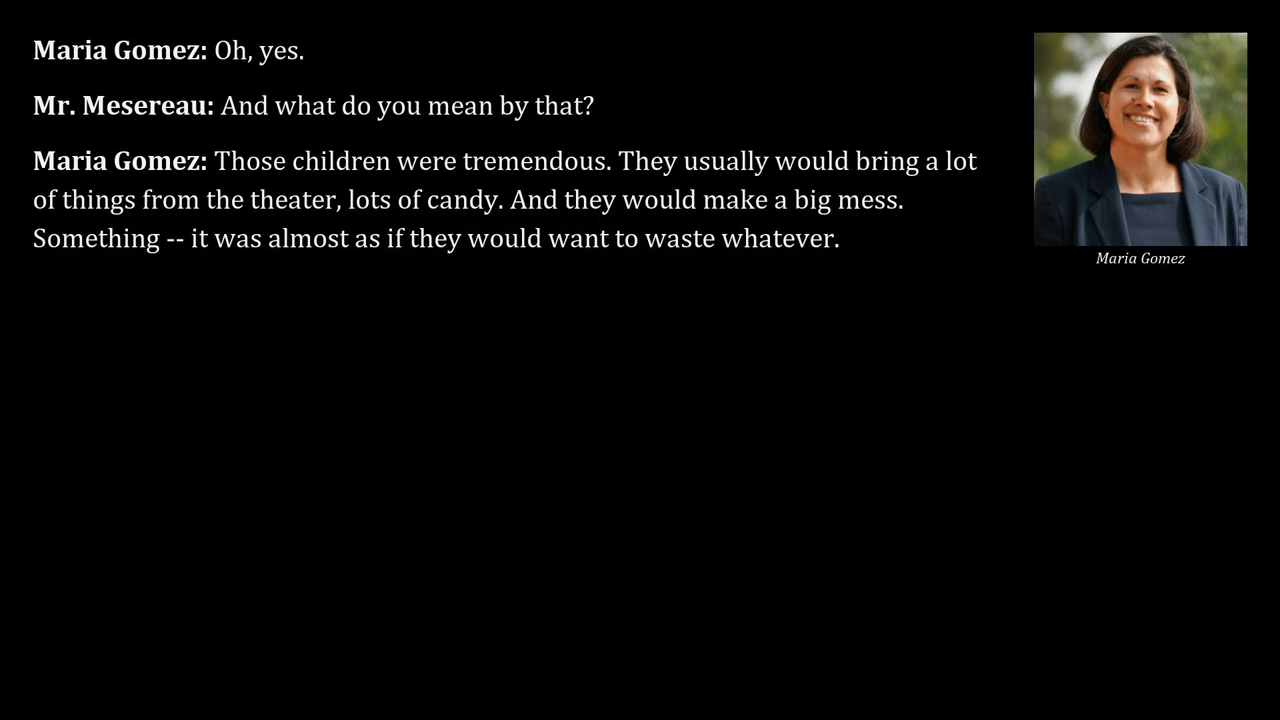 Maria Gomez: Oh, yes.
Mr. Mesereau: And what do you mean by that?
Maria Gomez: Those children were tremendous. They usually would bring a lot
of things from the theater, lots of candy. And they would make a big mess.
Something -- it was almost as if they would want to waste whatever.
Maria Gomez